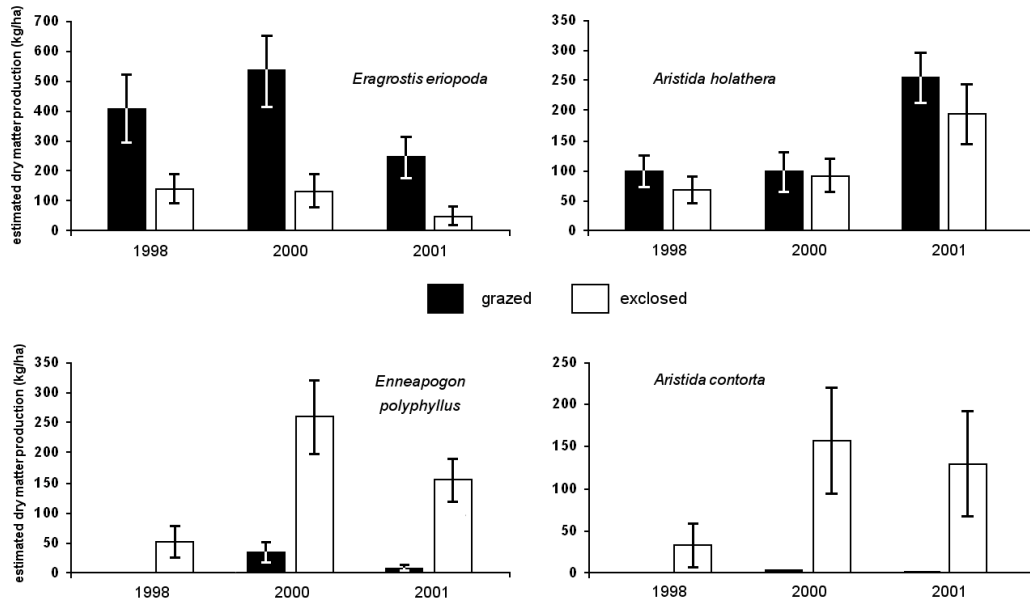 estimated dry matter production (kg/ha)
700
600
500
400
300
200
100
0
Eragrostis eriopoda
1998 2000 2001
350
300
250
200
150
100
50
0
Aristida holathera
1998 2000 2001
grazed exclosed
estimated dry matter production (kg/ha)
350
300
250
200
150
100
50
0
Enneapogon
polyphyllus
1998 2000 2001
250
200
150
100
50
0
Aristida contorta
1998 2000 2001